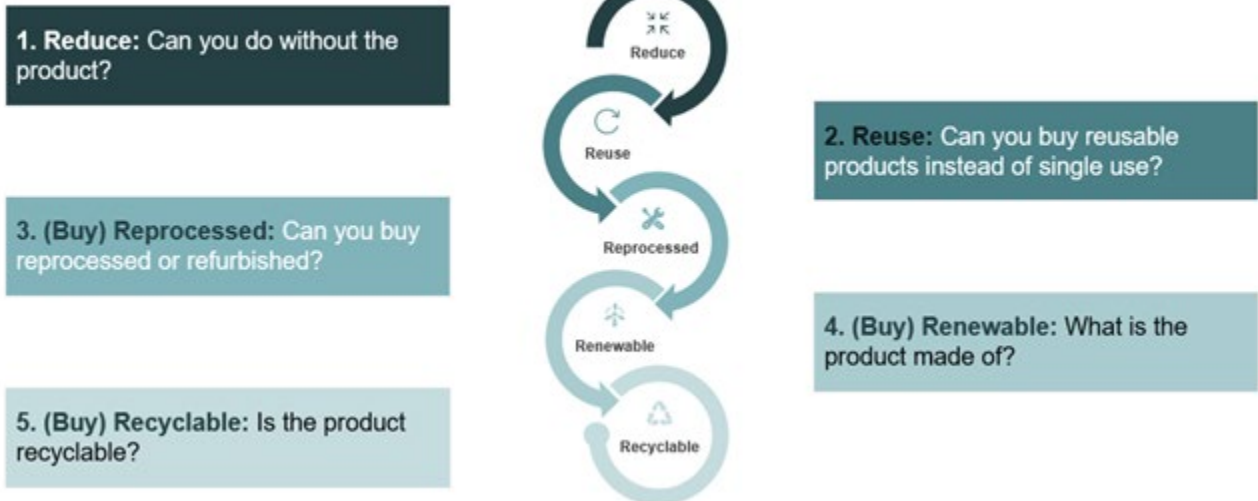 1. Reduce: Can you do without the
product?
Reduce
2. Reuse: Can you buy reusable
products instead of single use?
Reuse
3. (Buy) Reprocessed: Can you buy
reprocessed or refurbished?
Reprocessed
4. (Buy) Renewable: What is the
product made of?
Renewable
5. (Buy) Recyclable: Is the product
recyclable?
Recyclable